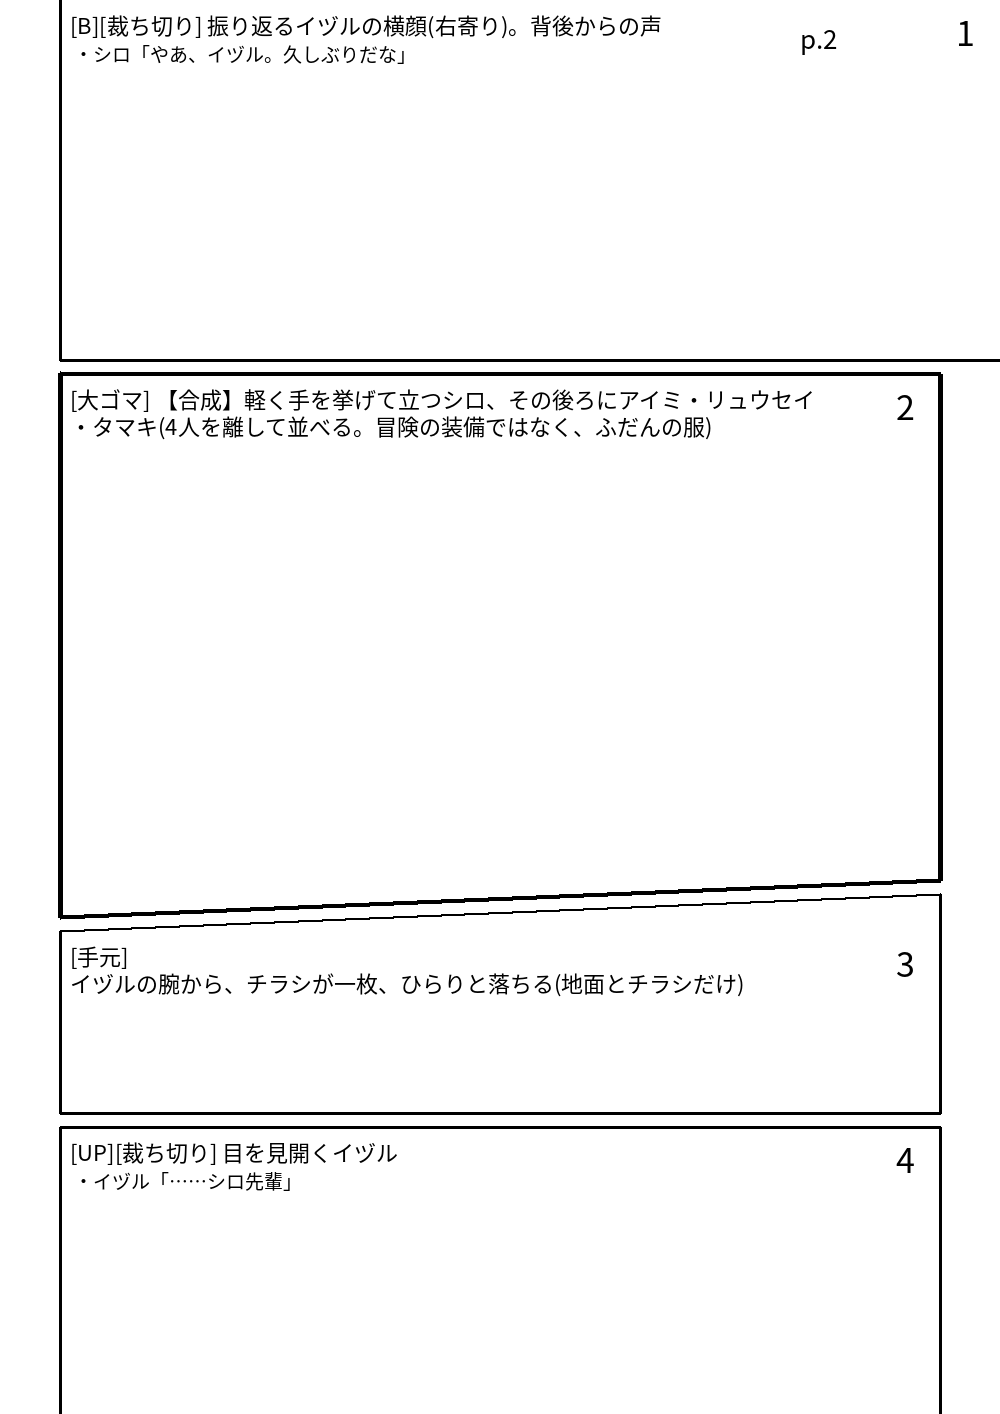 [B][裁ち切り] 振り返るイヅルの横顔(右寄り)。背後からの声
・シロ「やあ、イヅル。久しぶりだな」
p.2
1
[大ゴマ] 【合成】軽く手を挙げて立つシロ、その後ろにアイミ・リュウセイ
・タマキ(4人を離して並べる。冒険の装備ではなく、ふだんの服)
2
[手元]
イヅルの腕から、チラシが一枚、ひらりと落ちる(地面とチラシだけ)
3
[UP][裁ち切り] 目を見開くイヅル
・イヅル「……シロ先輩」
4